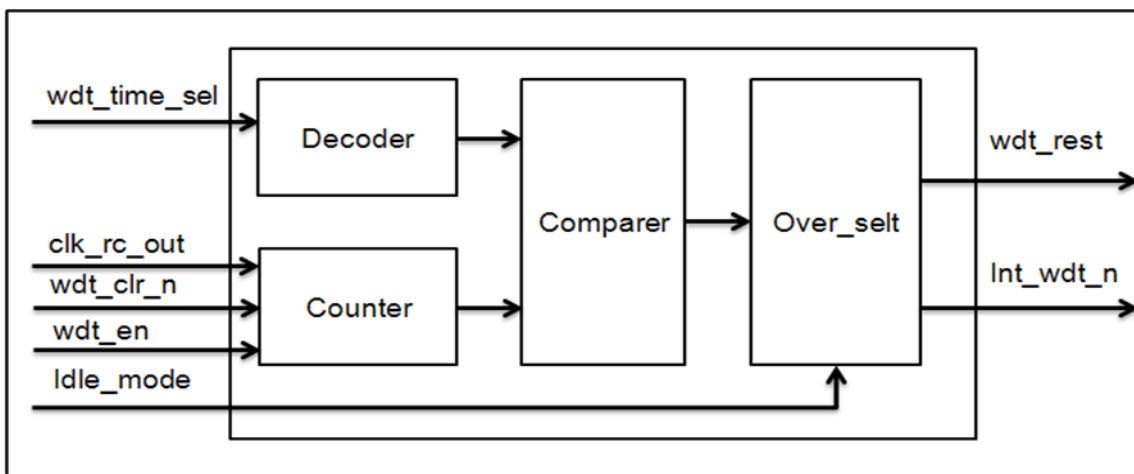 wdt_time_sel
Decoder
clk_rc_out
wdt_clr_n
wdt_en
Idle_mode
Counter
Comparer
Over_selt
wdt_rest
Int_wdt_n